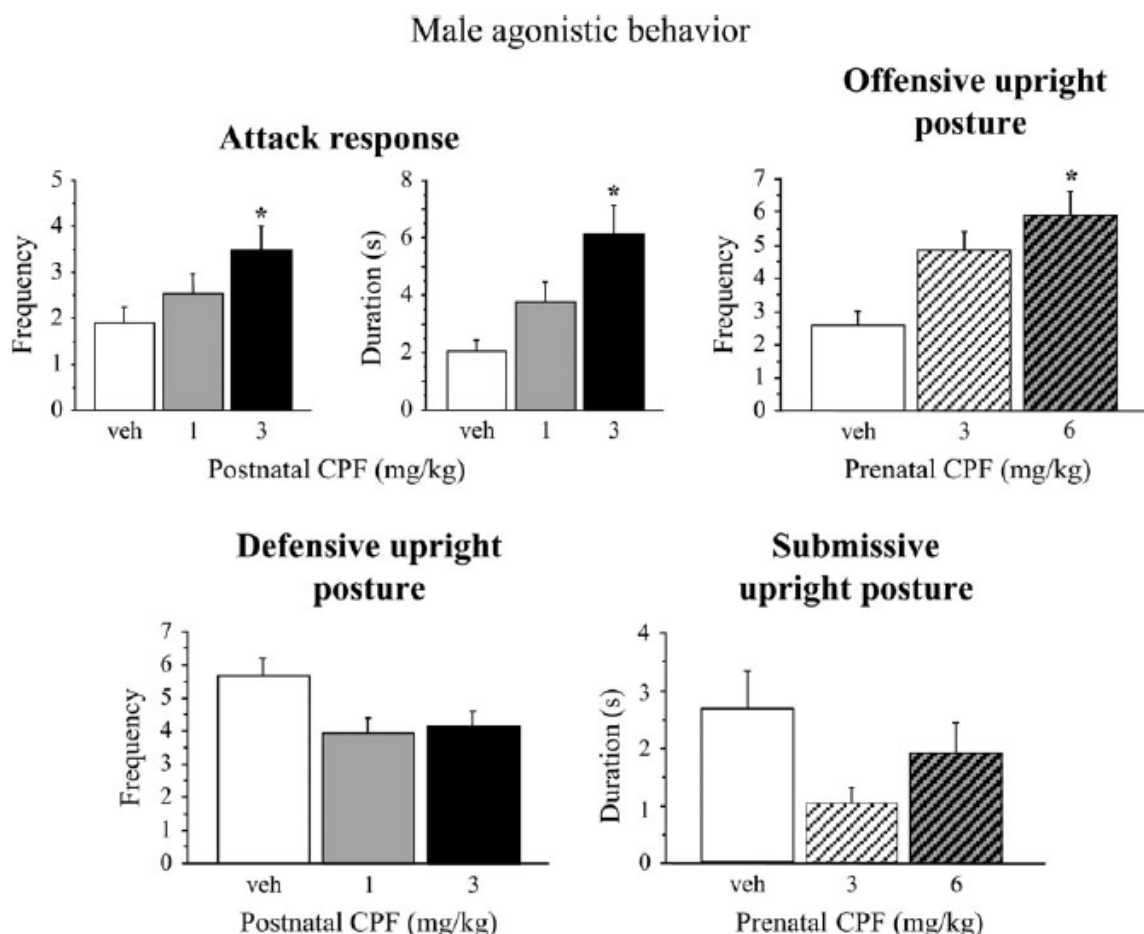 Male agonistic behavior
Attack response
Offensive upright
posture
Frequency
5
4
3
2
1
0
*
veh 1 3
Duration (s)
8
6
4
2
0
*
veh 1 3
Postnatal CPF (mg/kg)
Frequency
7
6
5
4
3
2
1
0
*
veh 3 6
Prenatal CPF (mg/kg)
Defensive upright
posture
Frequency
7
6
5
4
3
2
1
0
veh 1 3
Postnatal CPF (mg/kg)
Submissive
upright posture
Duration (s)
4
3
2
1
0
veh 3 6
Prenatal CPF (mg/kg)